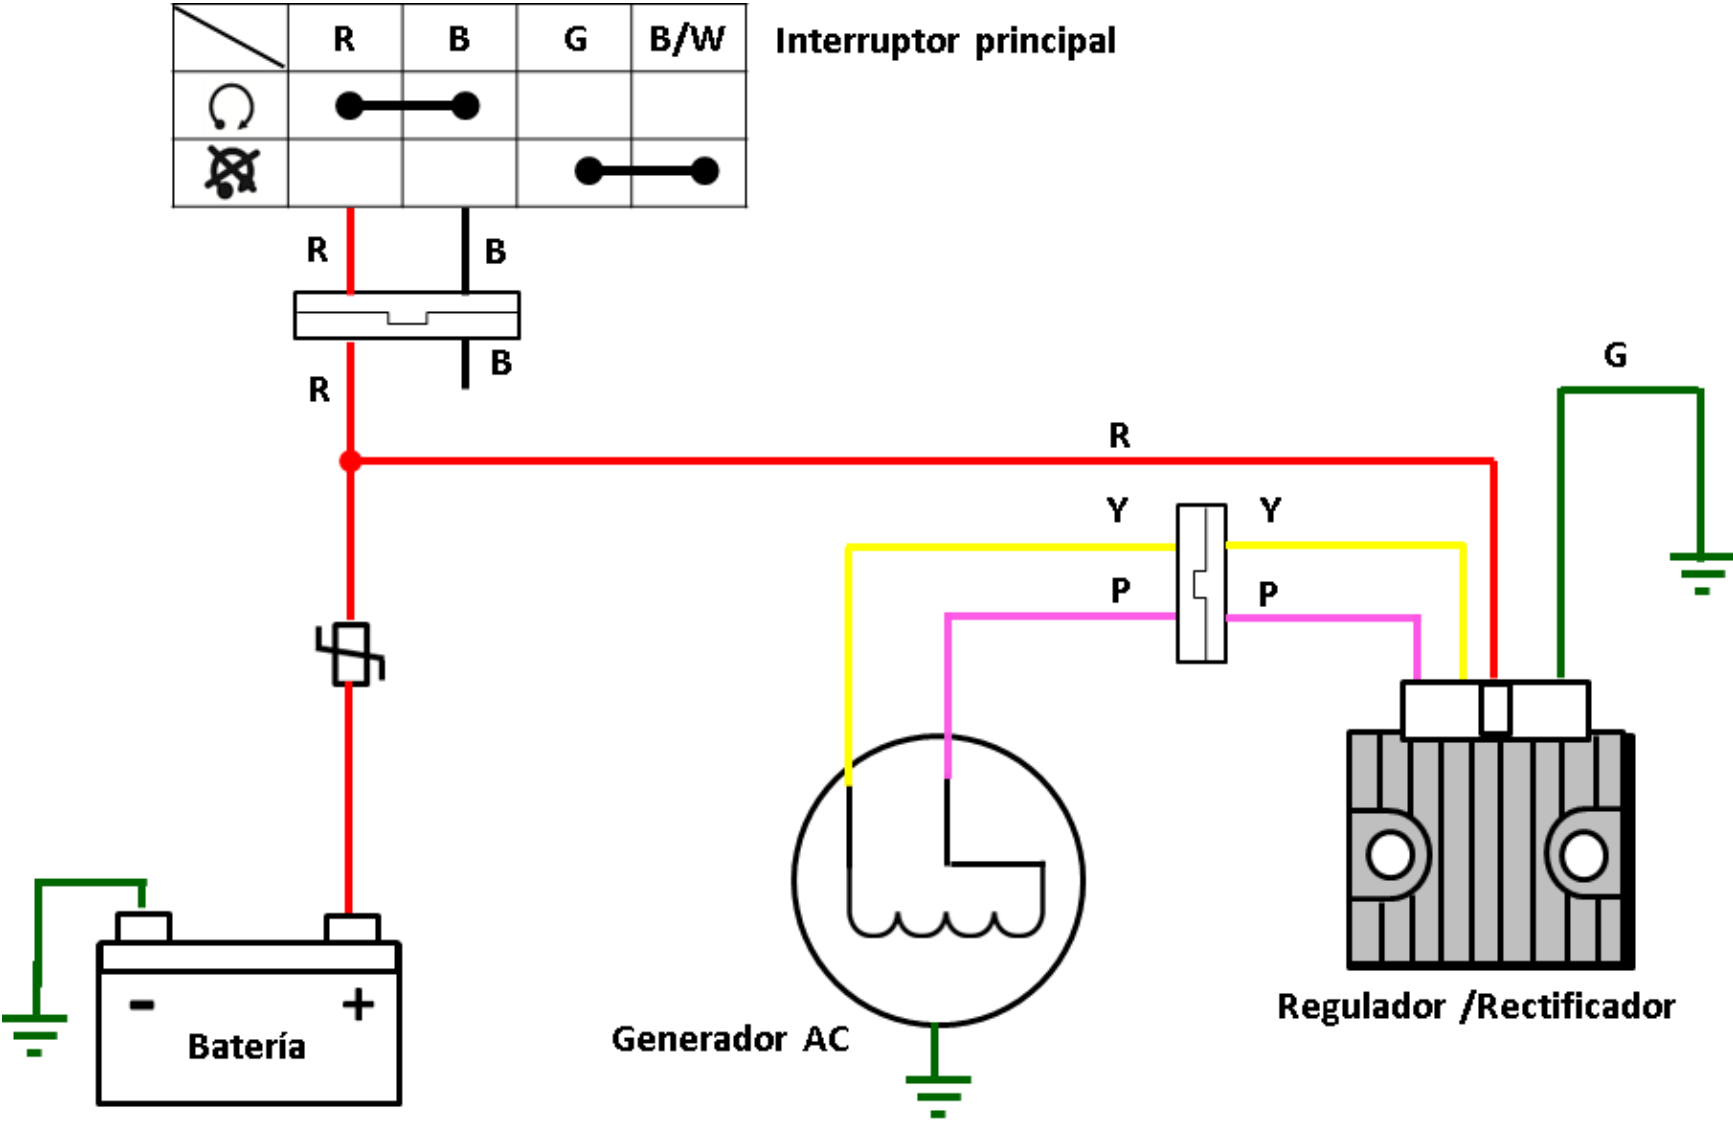 R B G B/W Interruptor principal
R B
B
R
G
R
Y Y
P P
- +
Batería
Generador AC
Regulador /Rectificador